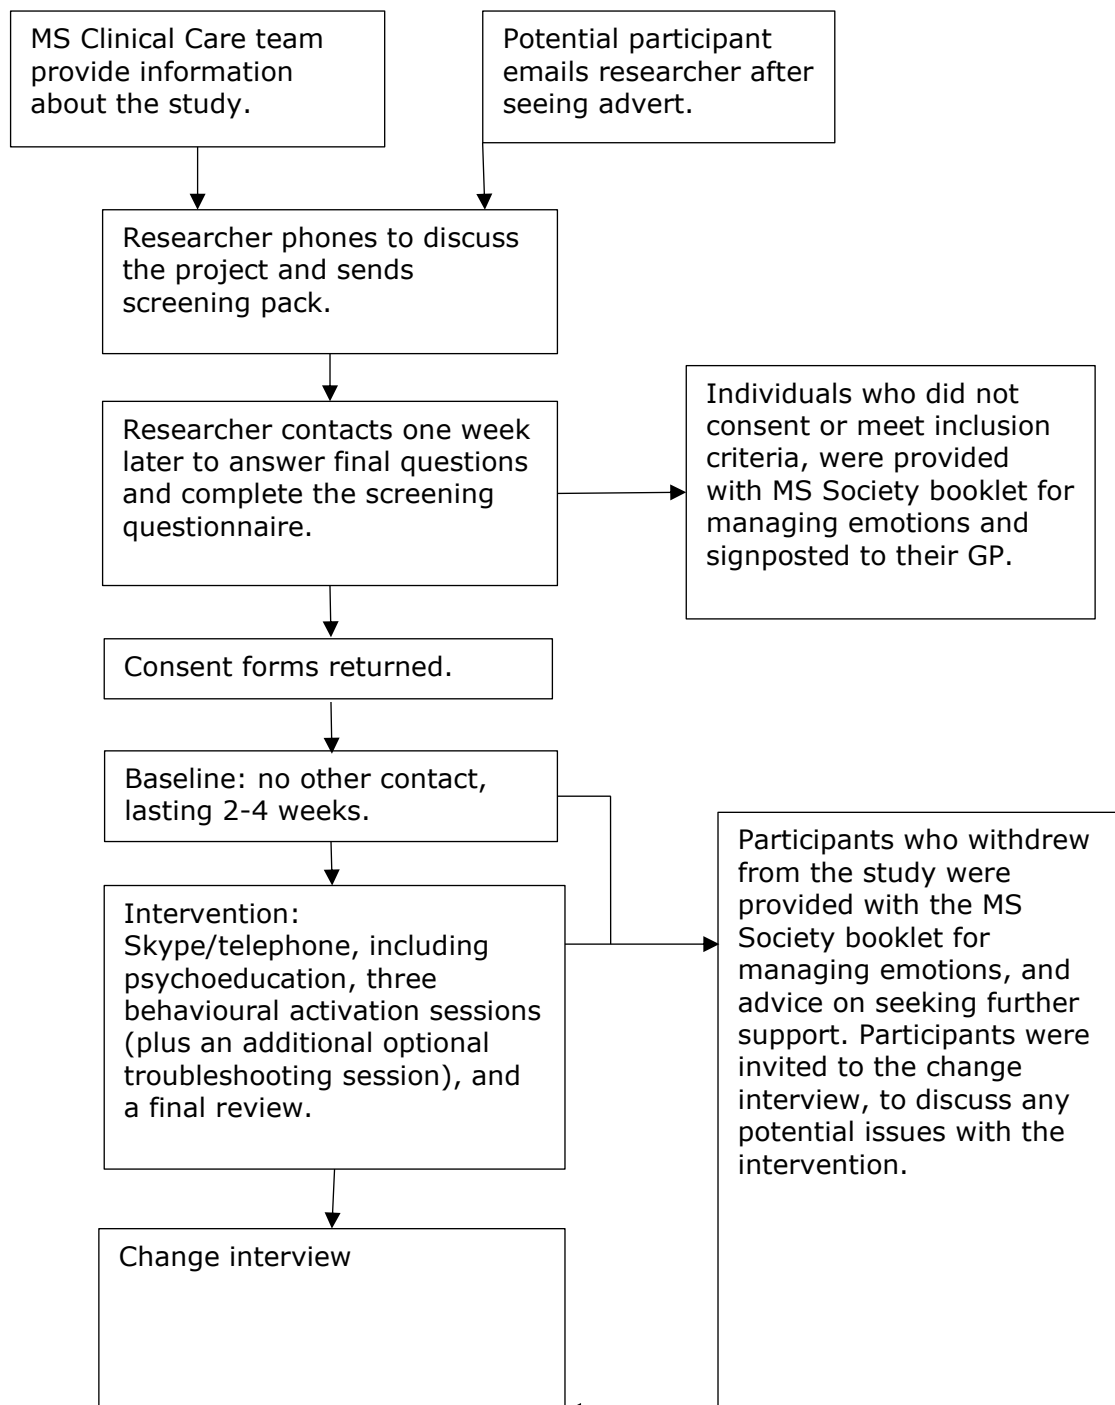 MS Clinical Care team
provide information
about the study.
Potential participant
emails researcher after
seeing advert.
Researcher phones to discuss
the project and sends
screening pack.
Researcher contacts one week
later to answer final questions
and complete the screening
questionnaire.
Individuals who did not
consent or meet inclusion
criteria, were provided
with MS Society booklet for
managing emotions and
signposted to their GP.
Consent forms returned.
Baseline: no other contact,
lasting 2-4 weeks.
Participants who withdrew
from the study were
provided with the MS
Society booklet for
managing emotions, and
advice on seeking further
support. Participants were
invited to the change
interview, to discuss any
potential issues with the
intervention.
Intervention:
Skype/telephone, including
psychoeducation, three
behavioural activation sessions
(plus an additional optional
troubleshooting session), and
a final review.
Change interview